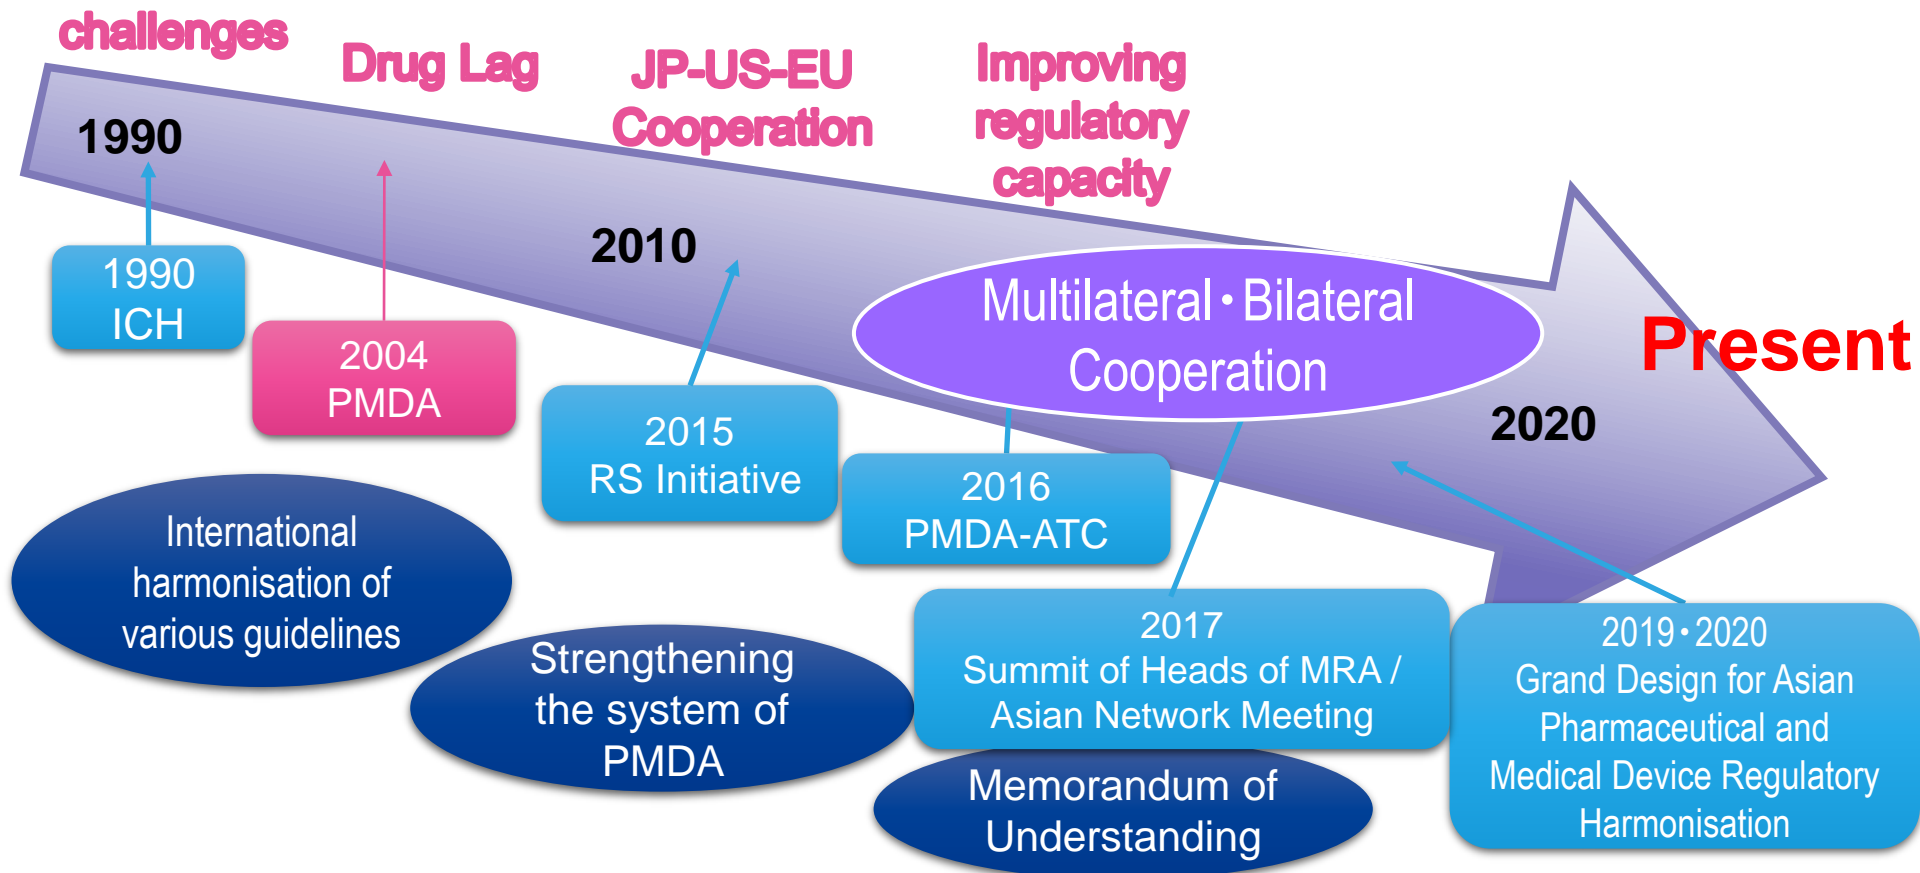 challenges
Drug Lag
JP-US-EU
Cooperation
Improving
regulatory
capacity
1990
2010
2020
Present
1990
ICH
2004
PMDA
2015
RS Initiative
Multilateral・Bilateral
Cooperation
2016
PMDA-ATC
2017
Summit of Heads of MRA /
Asian Network Meeting
2019・2020
Grand Design for Asian
Pharmaceutical and
Medical Device Regulatory
Harmonisation
International
harmonisation of
various guidelines
Strengthening
the system of
PMDA
Memorandum of
Understanding